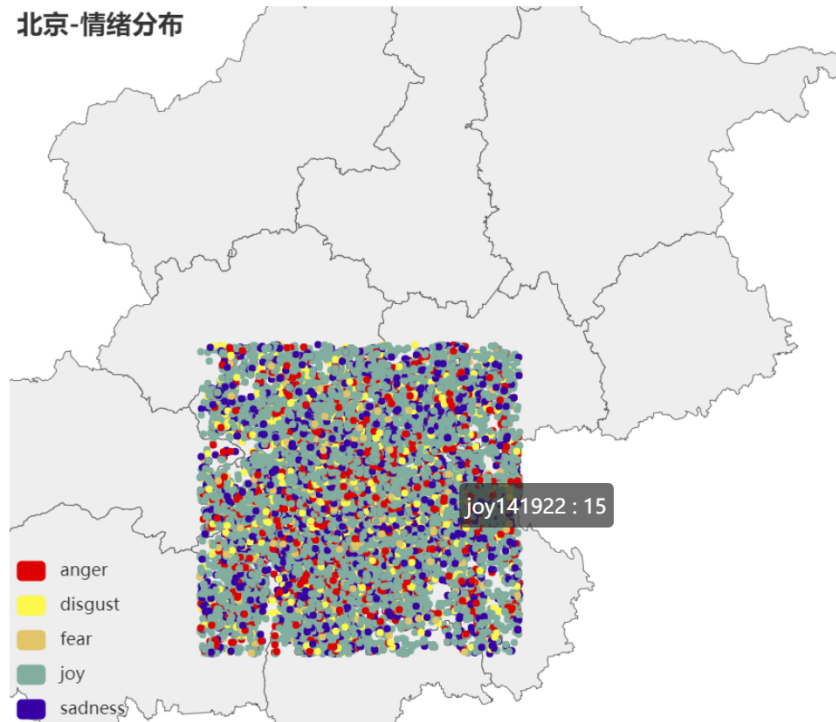 北京-情绪分布
joy141922 : 15
anger
disgust
fear
joy
sadness